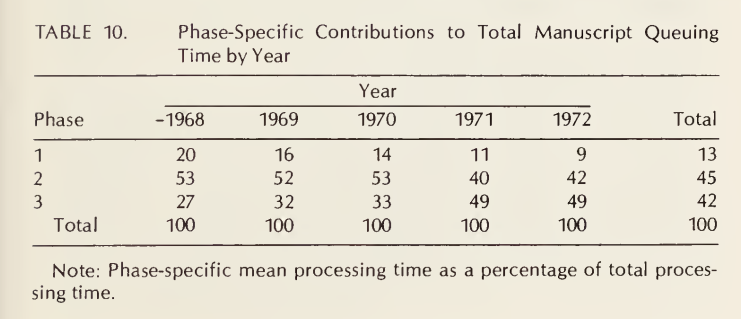 TABLE 10. Phase-Specific Contributions to Total Manuscript Queuing
Time by Year
Year
Phase -1968 1969 1970 1971 1972 Total
1 20 16 14 11 9 13
2 53 52 53 40 42 45
3 27 32 33 49 49 42
Total 100 100 100 100 100 100
Note: Phase-specific mean processing time as a percentage of total proces-
sing time.